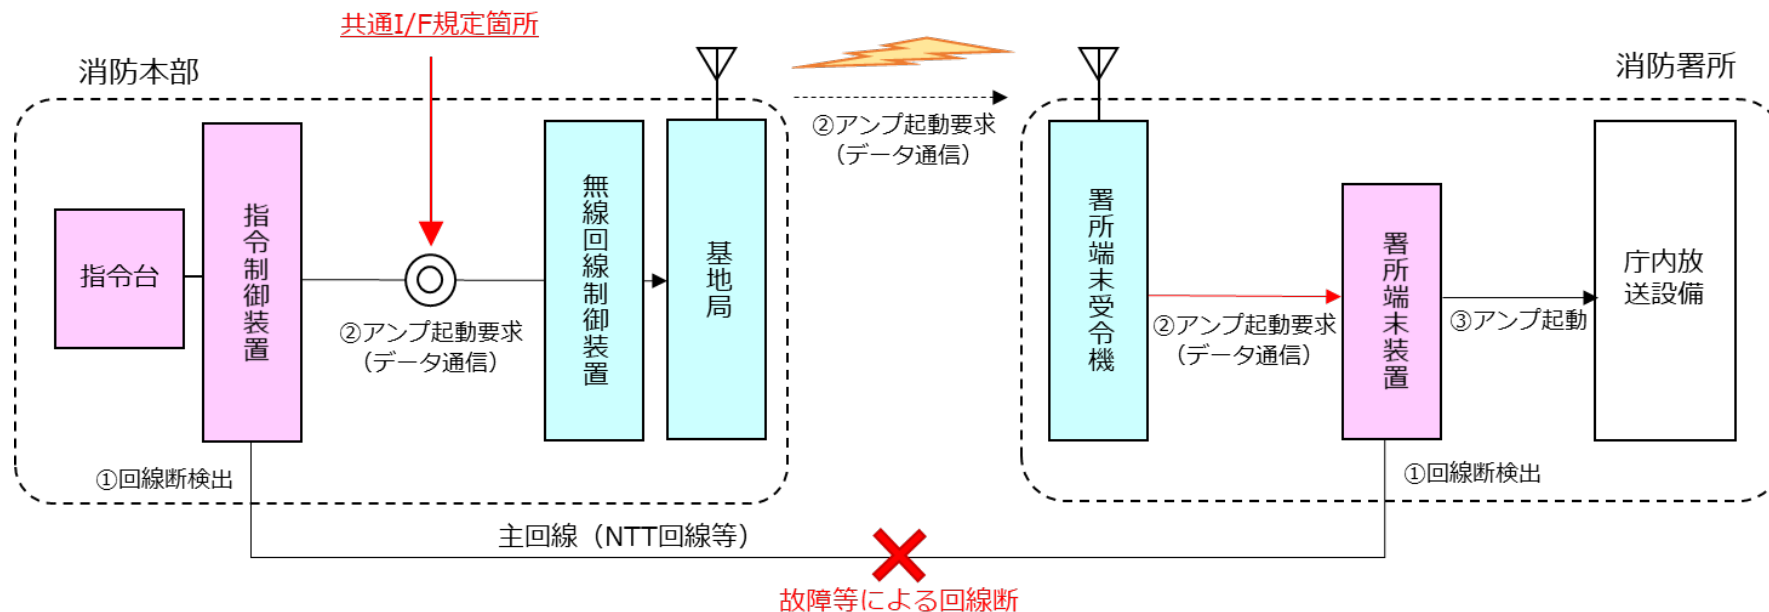 共通I/F規定箇所
消防本部
消防署所
②アンプ起動要求
（データ通信）
指令台
指令制御装置
②アンプ起動要求
（データ通信）
無線回線制御装置
基地局
署所端末受令機
②アンプ起動要求
（データ通信）
署所端末装置
③アンプ起動
庁内放
送設備
①回線断検出
①回線断検出
主回線（NTT回線等）
故障等による回線断